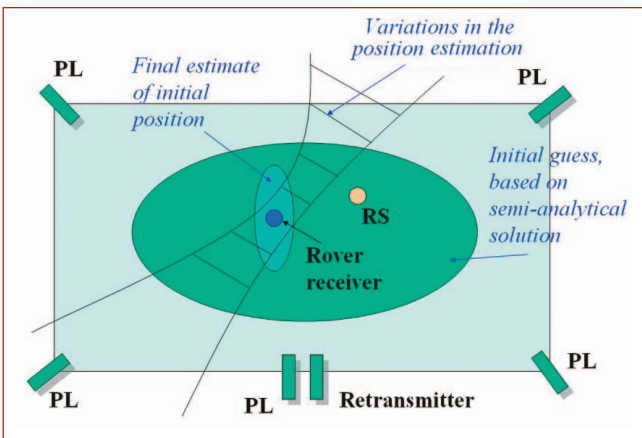 Variations in the
position estimation
PL
Final estimate
of initial
position
PL
Initial guess,
based on
semi-analytical
solution
RS
Rover
receiver
PL
PL
Retransmitter
PL